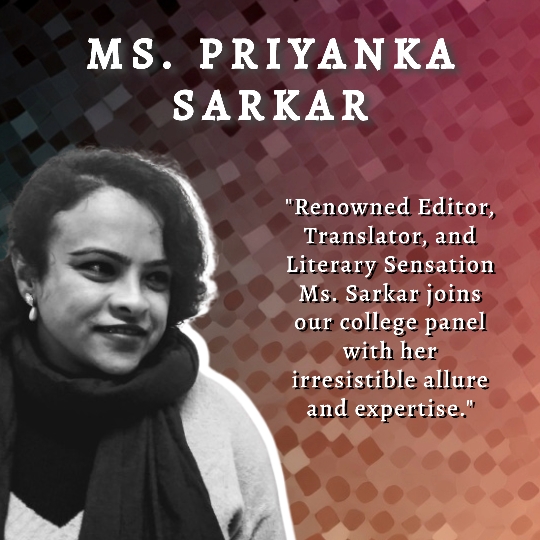 MS. PRIYANKA
SARKAR
"Renowned Editor,
Translator, and
Literary Sensation
Ms. Sarkar joins
our college panel
with her
irresistible allure
and expertise."